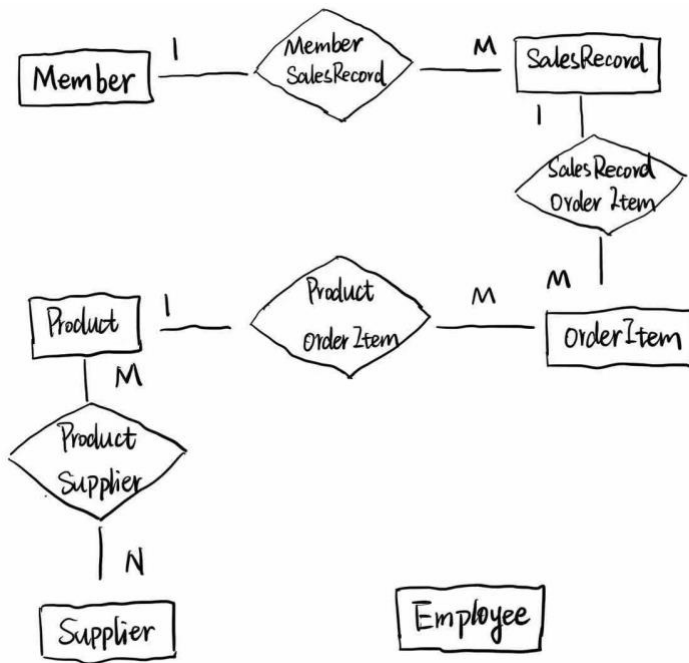 Member
1
Member
SalesRecord
M
SalesRecord
1
SalesRecord
Order Item
M
Product
1
Product
Order Item
M
OrderItem
M
Product
Supplier
N
Supplier
Employee